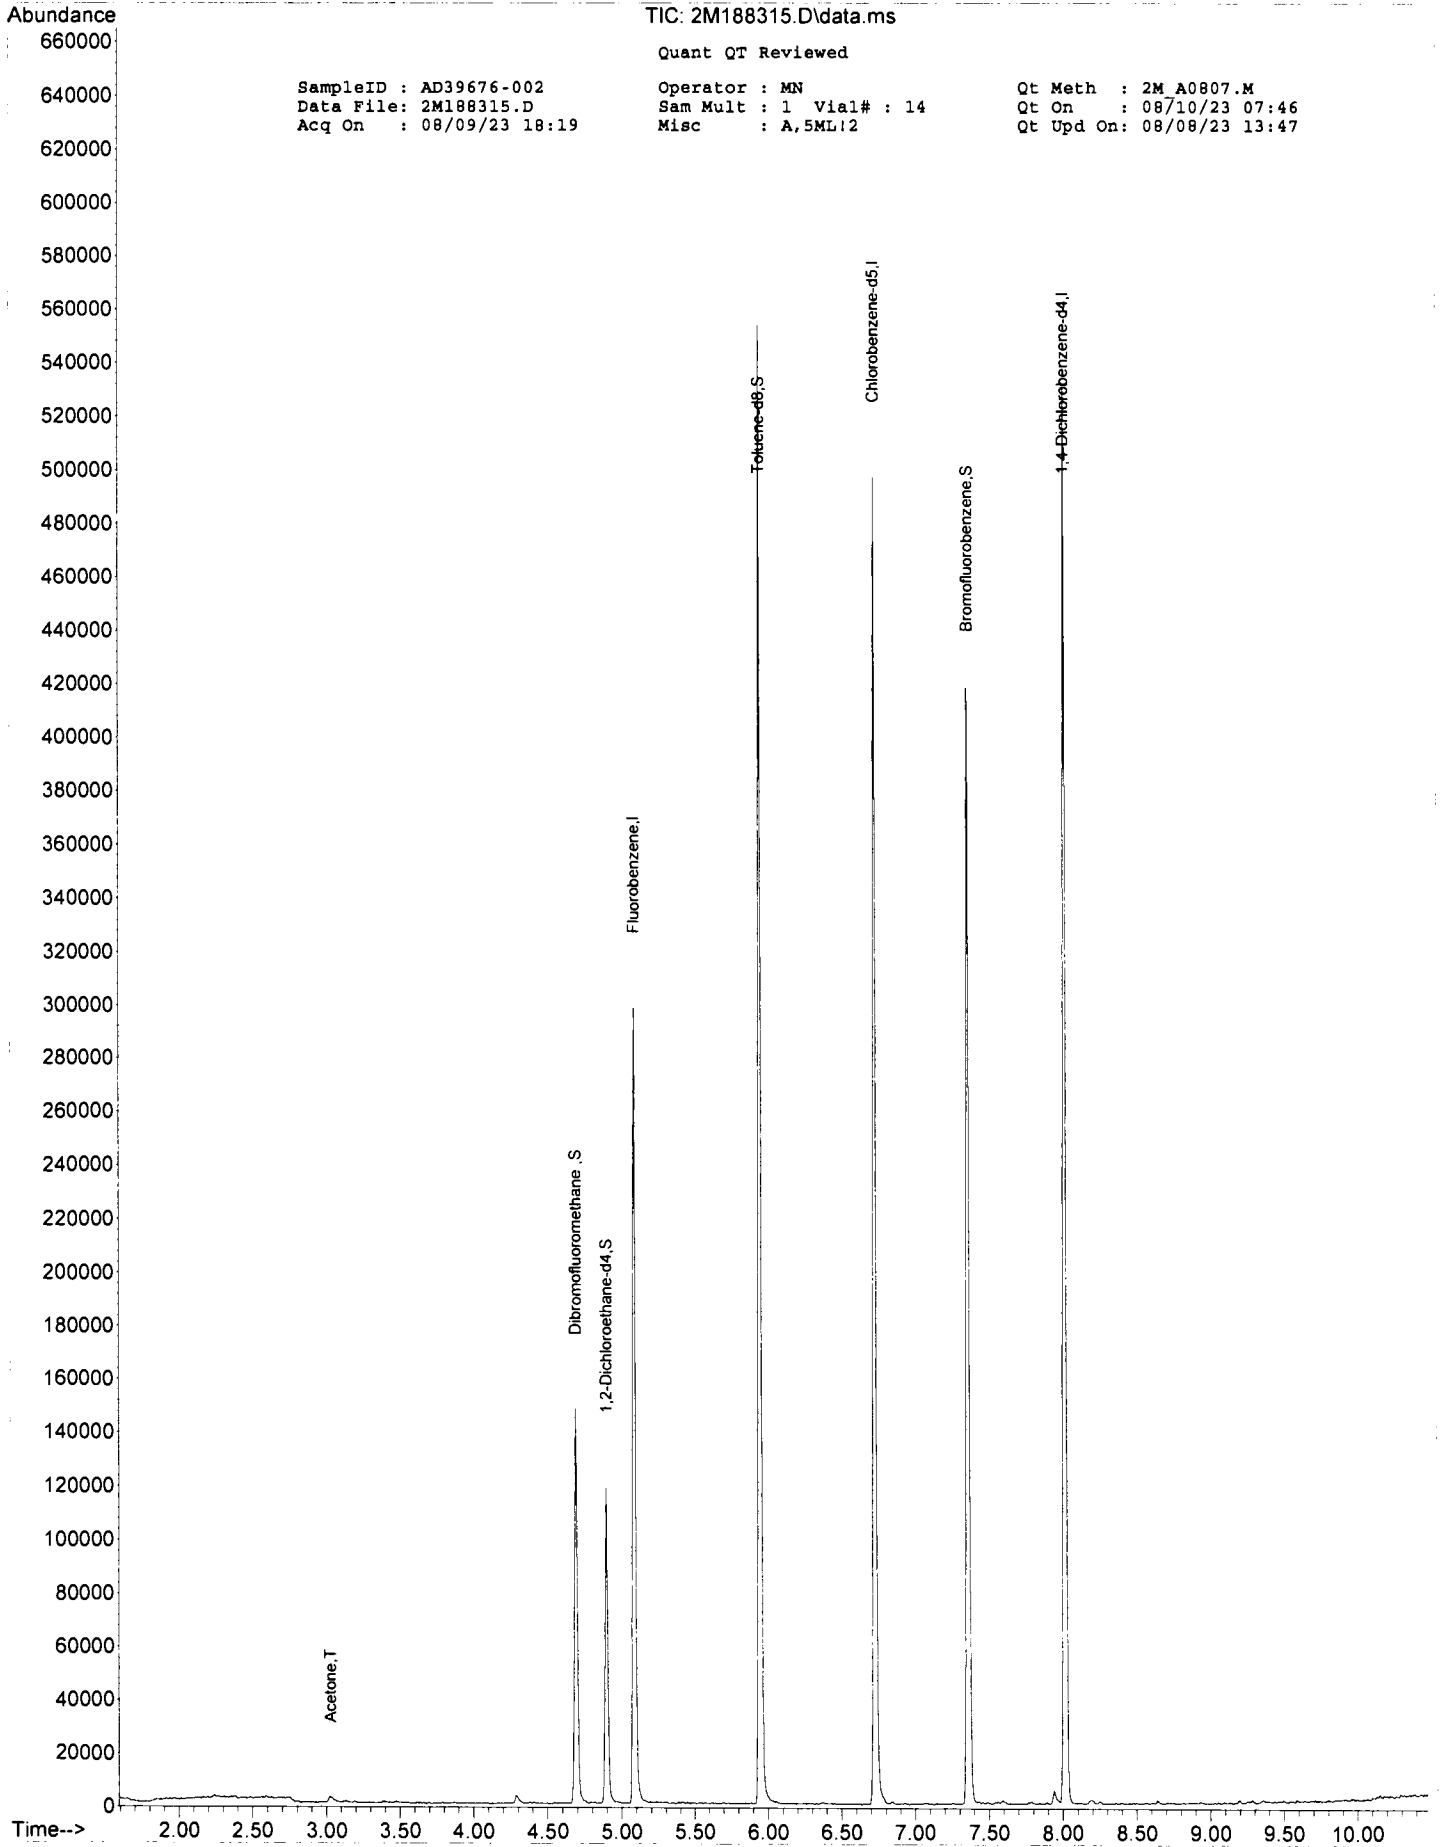 Abundance
TIC: 2M188315.D\data.ms
660000
Quant QT Reviewed
SampleID : AD39676-002 Operator : MN Qt Meth : 2M_A0807.M
640000
Data File: 2M188315.D Sam Mult : 1 Vial# : 14 Qt On : 08/10/23 07:46
Acq On : 08/09/23 18:19 Misc : A,5ML!2 Qt Upd On: 08/08/23 13:47
620000
600000
580000
560000
540000
520000
500000
480000
460000
440000
420000
400000
380000
360000
340000
320000
300000
280000
260000
240000
220000
200000
180000
160000
140000
120000
100000
80000
60000
40000
20000
0
Acetone,T
Dibromofluoromethane ,S
1,2-Dichloroethane-d4,S
Fluorobenzene,I
Toluene-d8,S
Chlorobenzene-d5,I
Bromofluorobenzene,S
1,4-Dichlorobenzene-d4,I
Time--> 2.00 2.50 3.00 3.50 4.00 4.50 5.00 5.50 6.00 6.50 7.00 7.50 8.00 8.50 9.00 9.50 10.00